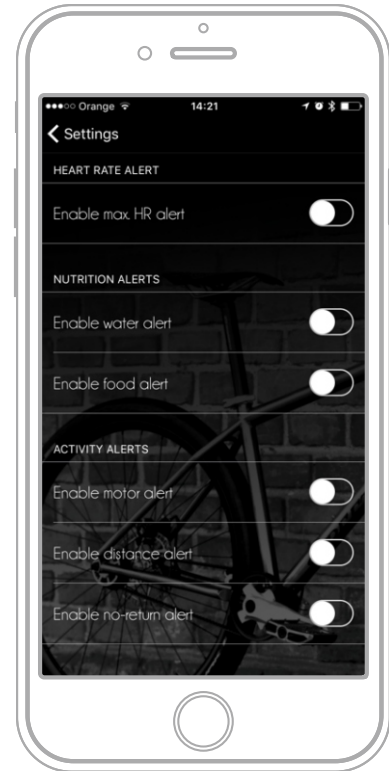 Orange 14:21
Settings
HEART RATE ALERT
Enable max. HR alert
NUTRITION ALERTS
Enable water alert
Enable food alert
ACTIVITY ALERTS
Enable motor alert
Enable distance alert
Enable no-return alert